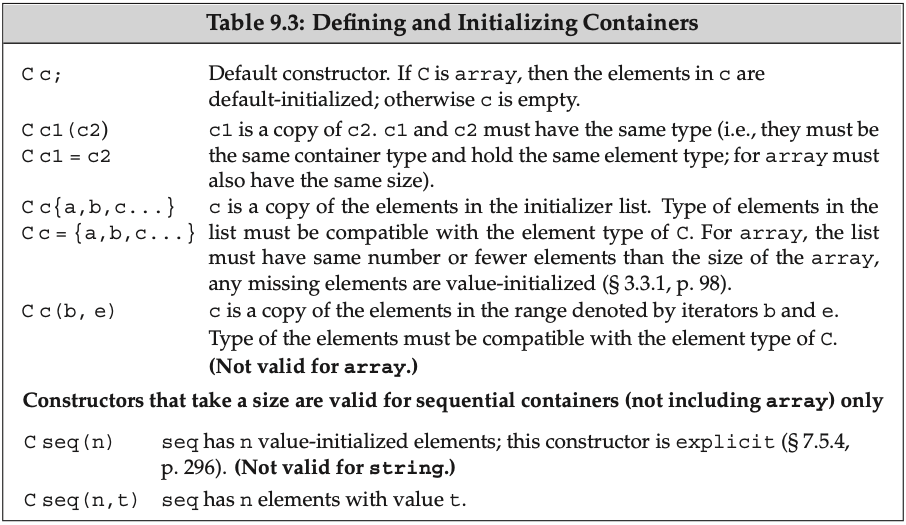 Table 9.3: Defining and Initializing Containers
C c; Default constructor. If C is array, then the elements in c are
default-initialized; otherwise c is empty.
C c1(c2) c1 is a copy of c2. c1 and c2 must have the same type (i.e., they must be
C c1 = c2 the same container type and hold the same element type; for array must
also have the same size).
C c{a,b,c...} c is a copy of the elements in the initializer list. Type of elements in the
C c = {a,b,c...} list must be compatible with the element type of C. For array, the list
must have same number or fewer elements than the size of the array,
any missing elements are value-initialized (§ 3.3.1, p. 98).
C c(b, e) c is a copy of the elements in the range denoted by iterators b and e.
Type of the elements must be compatible with the element type of C.
(Not valid for array.)
Constructors that take a size are valid for sequential containers (not including array) only
C seq(n) seq has n value-initialized elements; this constructor is explicit (§ 7.5.4,
p. 296). (Not valid for string.)
C seq(n,t) seq has n elements with value t.